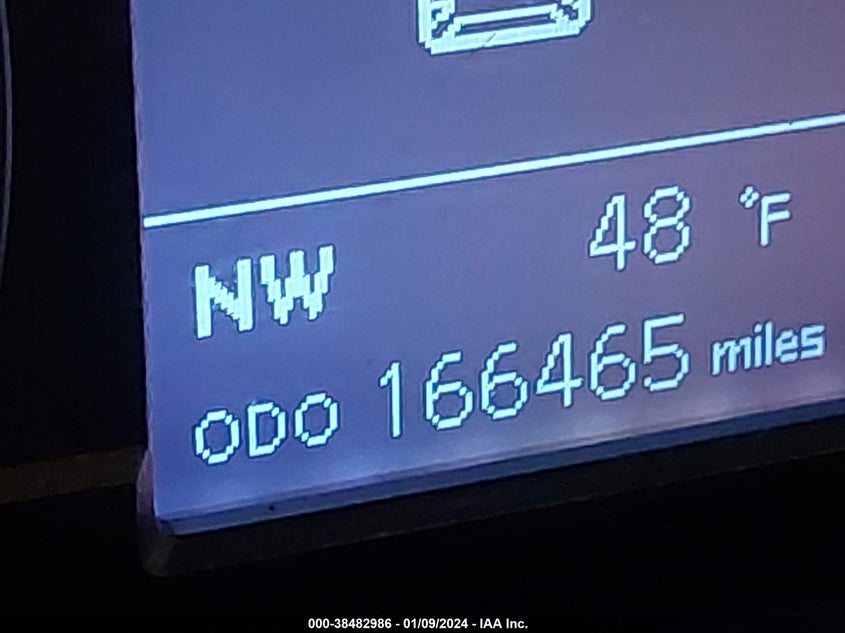 48 °F
NW
ODO 166465 miles
000-38482986 - 01/09/2024 - IAA Inc.